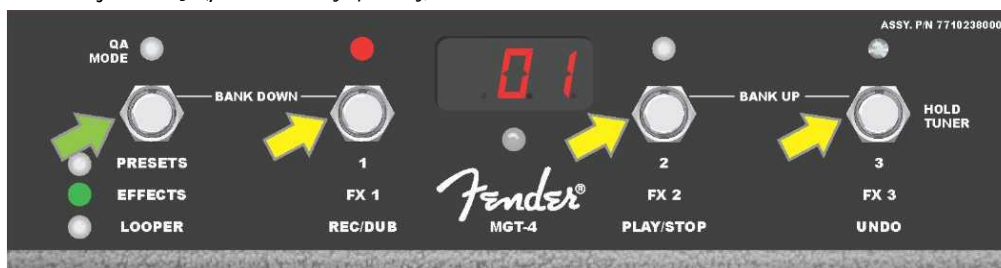 ASSY. P/N 7710238000
QA
MODE
01
BANK DOWN
BANK UP
HOLD
TUNER
PRESETS
1
2
3
EFFECTS
FX 1
Fender®
FX 2
FX 3
LOOPER
REC/DUB
MGT-4
PLAY/STOP
UNDO